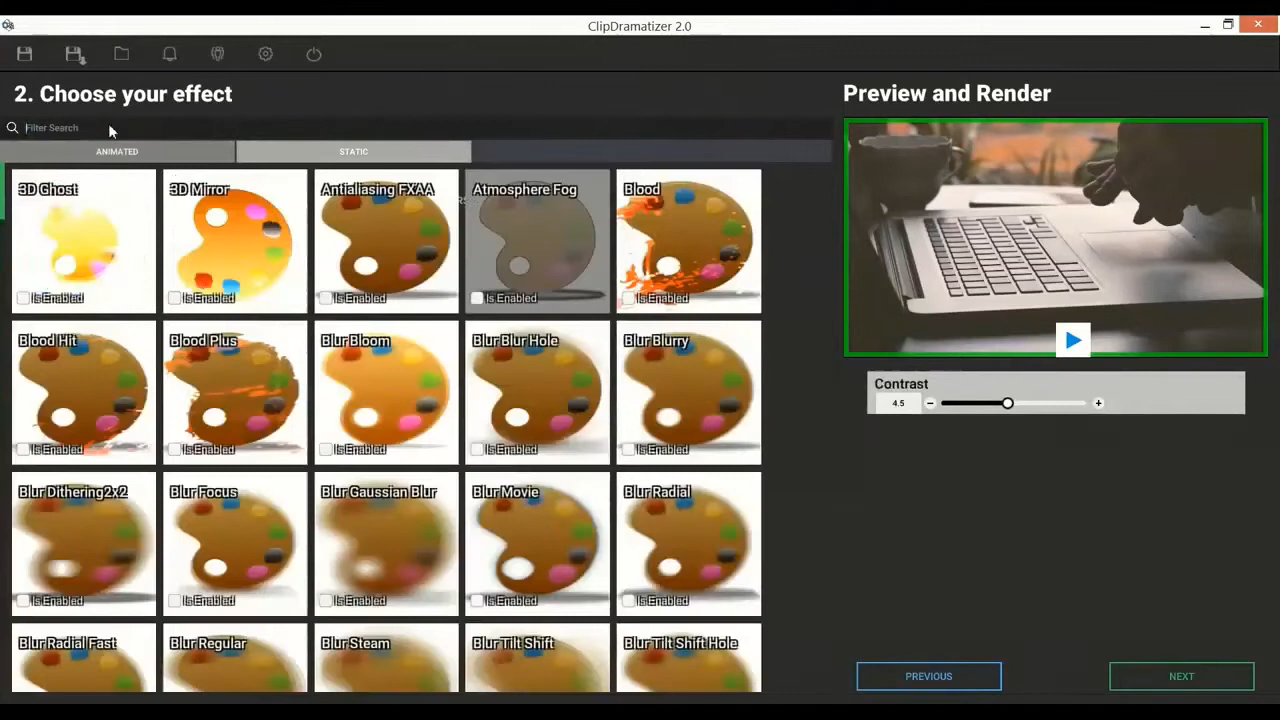 ClipDramatizer 2.0
2. Choose your effect
Filter Search
ANIMATED
STATIC
3D Ghost
Is Enabled
3D Mirror
Is Enabled
Antialiasing FXAA
Is Enabled
Atmosphere Fog
Is Enabled
Blood
Is Enabled
Blood Hit
Is Enabled
Blood Plus
Is Enabled
Blur Bloom
Is Enabled
Blur Blur Hole
Is Enabled
Blur Blurry
Is Enabled
Blur Dithering2x2
Is Enabled
Blur Focus
Is Enabled
Blur Gaussian Blur
Is Enabled
Blur Movie
Is Enabled
Blur Radial
Is Enabled
Blur Radial Fast
Blur Regular
Blur Steam
Blur Tilt Shift
Blur Tilt Shift Hole
Preview and Render
Contrast
4.5
PREVIOUS
NEXT